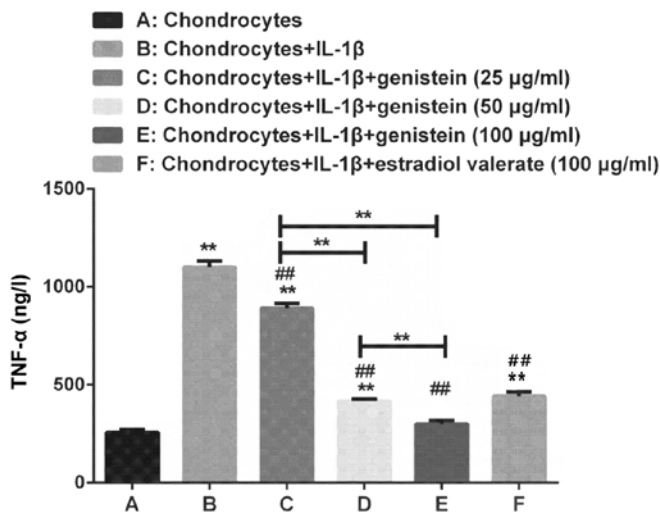 A: Chondrocytes
B: Chondrocytes+IL-1β
C: Chondrocytes+IL-1β+genistein (25 μg/ml)
D: Chondrocytes+IL-1β+genistein (50 μg/ml)
E: Chondrocytes+IL-1β+genistein (100 μg/ml)
F: Chondrocytes+IL-1β+estradiol valerate (100 μg/ml)
TNF-α (ng/l)
1500
1000
500
0
**
##
**
**
**
##
**
**
##
##
**
A B C D E F